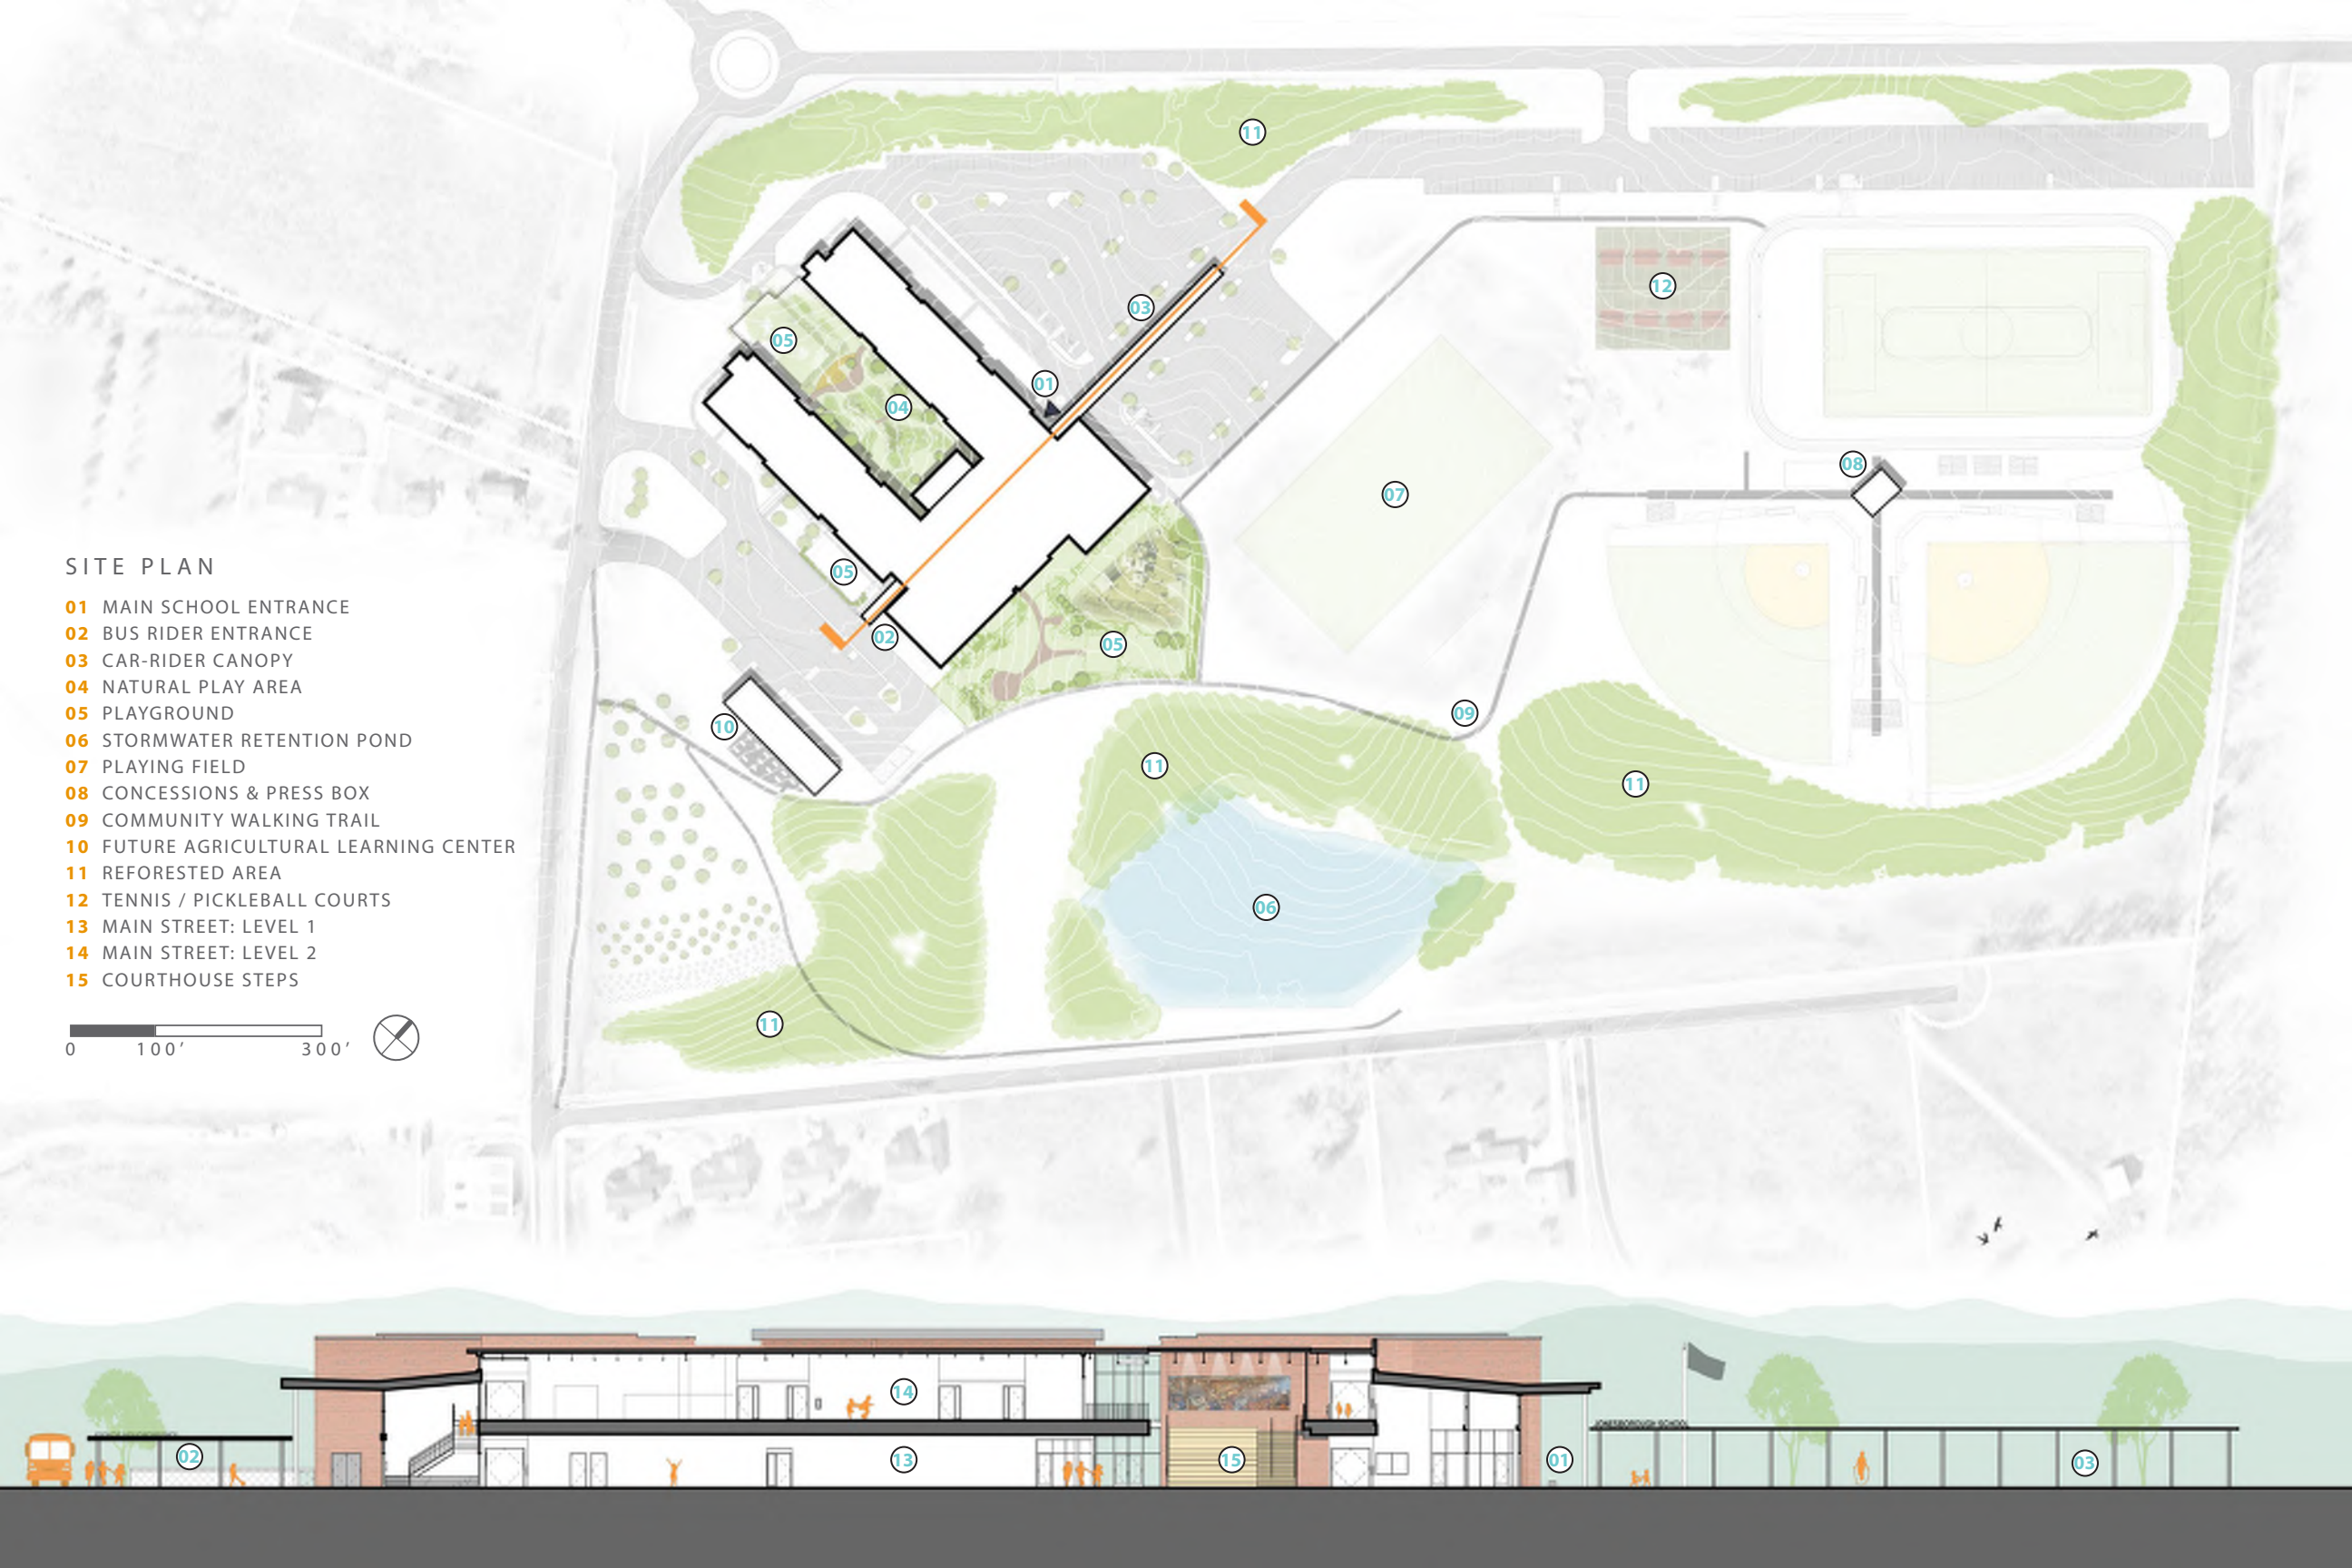 11
12
03
05
01
04
08
07
05
02
05
09
10
11
11
06
11
SITE PLAN
01 MAIN SCHOOL ENTRANCE
02 BUS RIDER ENTRANCE
03 CAR-RIDER CANOPY
04 NATURAL PLAY AREA
05 PLAYGROUND
06 STORMWATER RETENTION POND
07 PLAYING FIELD
08 CONCESSIONS & PRESS BOX
09 COMMUNITY WALKING TRAIL
10 FUTURE AGRICULTURAL LEARNING CENTER
11 REFORESTED AREA
12 TENNIS / PICKLEBALL COURTS
13 MAIN STREET: LEVEL 1
14 MAIN STREET: LEVEL 2
15 COURTHOUSE STEPS
0 100′ 300′
14
JONESBOROUGH SCHOOL
02
13
15
01
03